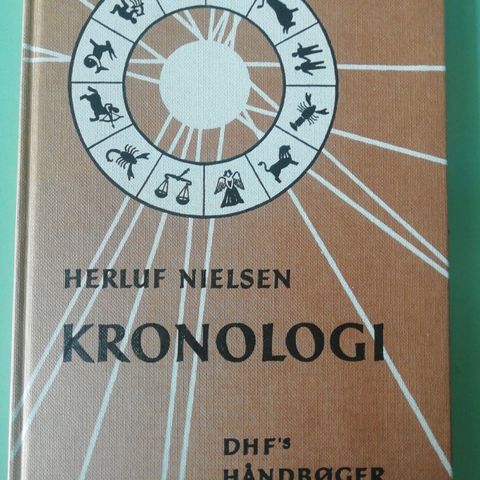 HERLUF NIELSEN
KRONOLOGI
DHF's
HÅNDBØGER